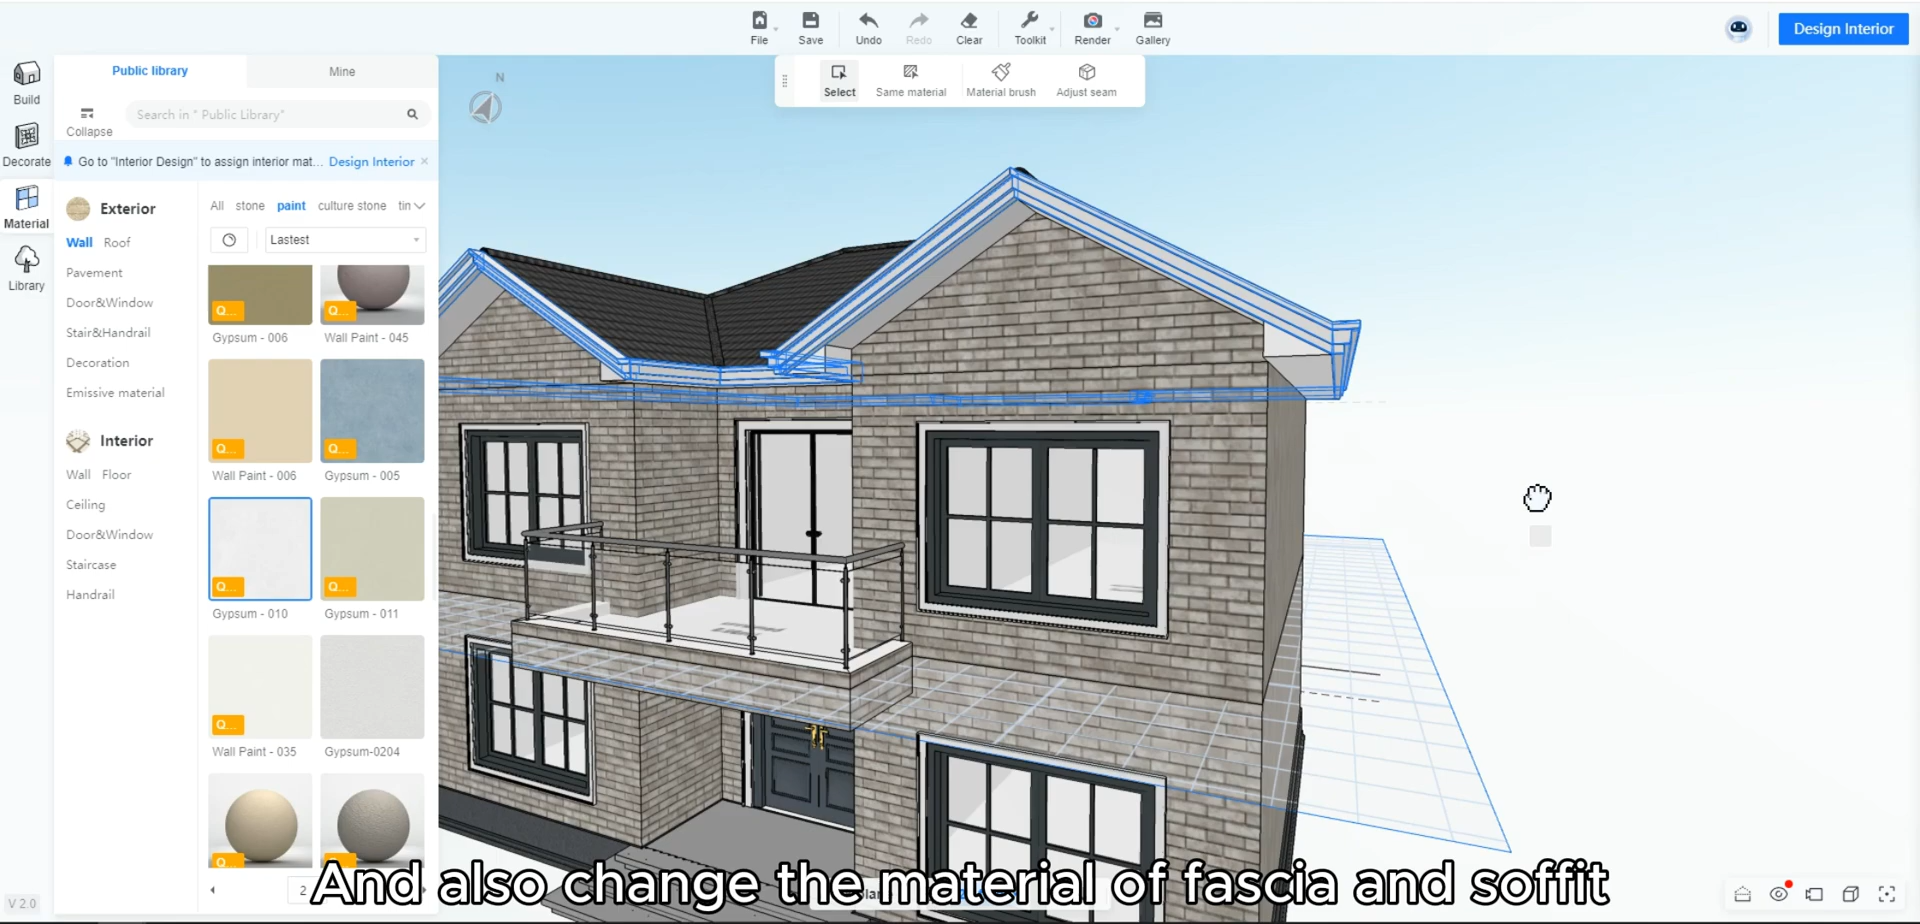 File
Save
Undo
Redo
Clear
Toolkit
Render
Gallery
Design Interior
Build
Decorate
Material
Library
V 2.0
Public library
Mine
Collapse
Search in " Public Library"
Go to "Interior Design" to assign interior mat... Design Interior
Exterior
Wall Roof
Pavement
Door&Window
Stair&Handrail
Decoration
Emissive material
Interior
Wall Floor
Ceiling
Door&Window
Staircase
Handrail
All stone paint culture stone tin
Lastest
Q...
Q...
Gypsum - 006
Wall Paint - 045
Q...
Q...
Wall Paint - 006
Gypsum - 005
Q...
Q...
Gypsum - 010
Gypsum - 011
Q...
Wall Paint - 035
Gypsum-0204
Q...
2
N
Select
Same material
Material brush
Adjust seam
And also change the material of fascia and soffit